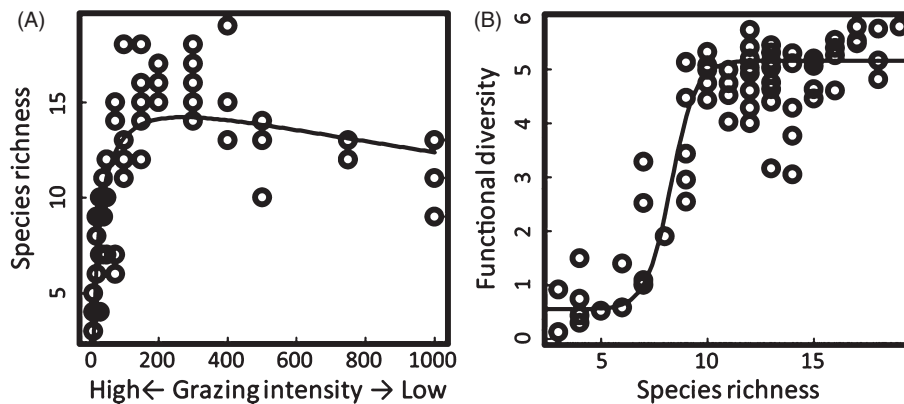 (A)
Species richness
15
10
5
0 200 400 600 800 1000
High← Grazing intensity → Low
(B)
Functional diversity
6
5
4
3
2
1
0
5 10 15
Species richness